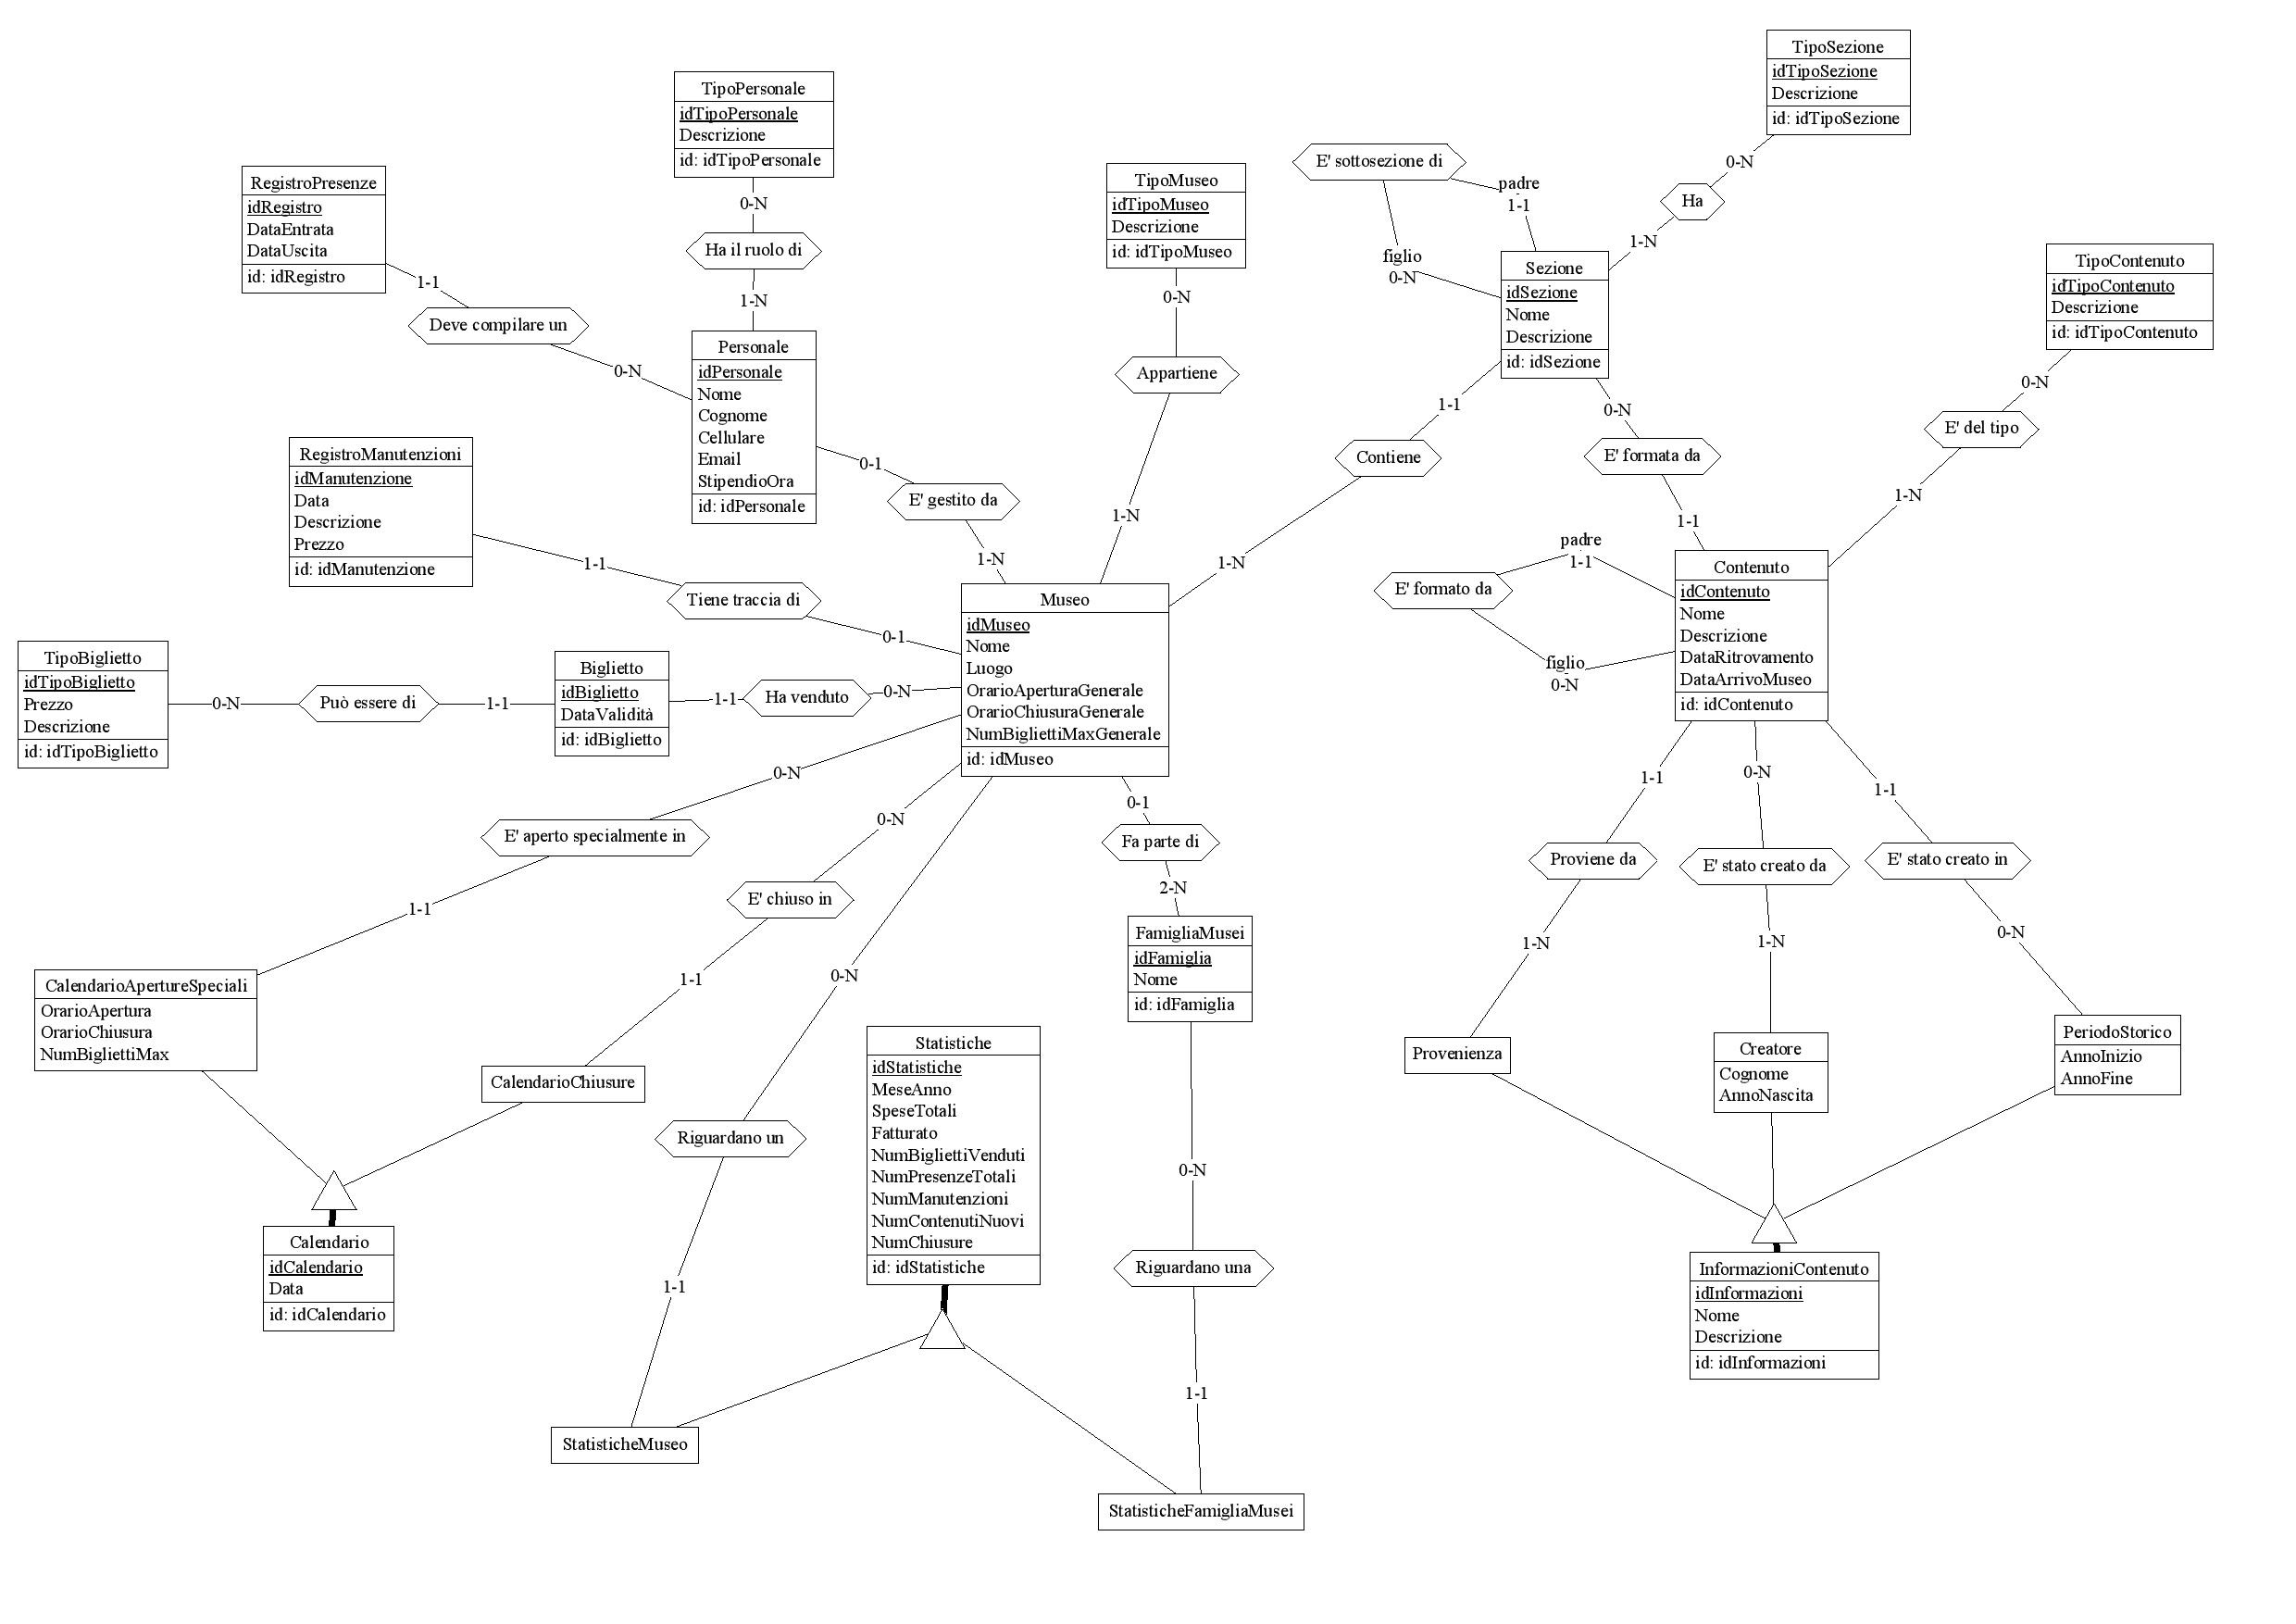 TipoSezione
idTipoSezione
Descrizione
id: idTipoSezione
0-N
Ha
1-N
TipoPersonale
idTipoPersonale
Descrizione
id: idTipoPersonale
0-N
Ha il ruolo di
1-N
RegistroPresenze
idRegistro
DataEntrata
DataUscita
id: idRegistro
1-1
Deve compilare un
0-N
Personale
idPersonale
Nome
Cognome
Cellulare
Email
StipendioOra
id: idPersonale
0-1
E' gestito da
1-N
TipoMuseo
idTipoMuseo
Descrizione
id: idTipoMuseo
0-N
Appartiene
1-N
E' sottosezione di
padre
1-1
figlio
0-N
Sezione
idSezione
Nome
Descrizione
id: idSezione
1-1
Contiene
1-N
0-N
E' formata da
1-1
TipoContenuto
idTipoContenuto
Descrizione
id: idTipoContenuto
0-N
E' del tipo
1-N
RegistroManutenzioni
idManutenzione
Data
Descrizione
Prezzo
id: idManutenzione
1-1
Tiene traccia di
0-1
Museo
idMuseo
Nome
Luogo
OrarioAperturaGenerale
OrarioChiusuraGenerale
NumBigliettiMaxGenerale
id: idMuseo
E' formato da
padre
1-1
figlio
0-N
Contenuto
idContenuto
Nome
Descrizione
DataRitrovamento
DataArrivoMuseo
id: idContenuto
TipoBiglietto
idTipoBiglietto
Prezzo
Descrizione
id: idTipoBiglietto
0-N
Può essere di
1-1
Biglietto
idBiglietto
DataValidità
id: idBiglietto
1-1
Ha venduto
0-N
0-N
E' aperto specialmente in
1-1
0-N
E' chiuso in
1-1
0-N
Riguardano un
1-1
0-1
Fa parte di
2-N
1-1
Proviene da
1-N
0-N
E' stato creato da
1-N
1-1
E' stato creato in
0-N
CalendarioApertureSpeciali
OrarioApertura
OrarioChiusura
NumBigliettiMax
CalendarioChiusure
Calendario
idCalendario
Data
id: idCalendario
Statistiche
idStatistiche
MeseAnno
SpeseTotali
Fatturato
NumBigliettiVenduti
NumPresenzeTotali
NumManutenzioni
NumContenutiNuovi
NumChiusure
id: idStatistiche
FamigliaMusei
idFamiglia
Nome
id: idFamiglia
0-N
Riguardano una
1-1
Provenienza
Creatore
Cognome
AnnoNascita
PeriodoStorico
AnnoInizio
AnnoFine
InformazioniContenuto
idInformazioni
Nome
Descrizione
id: idInformazioni
StatisticheMuseo
StatisticheFamigliaMusei